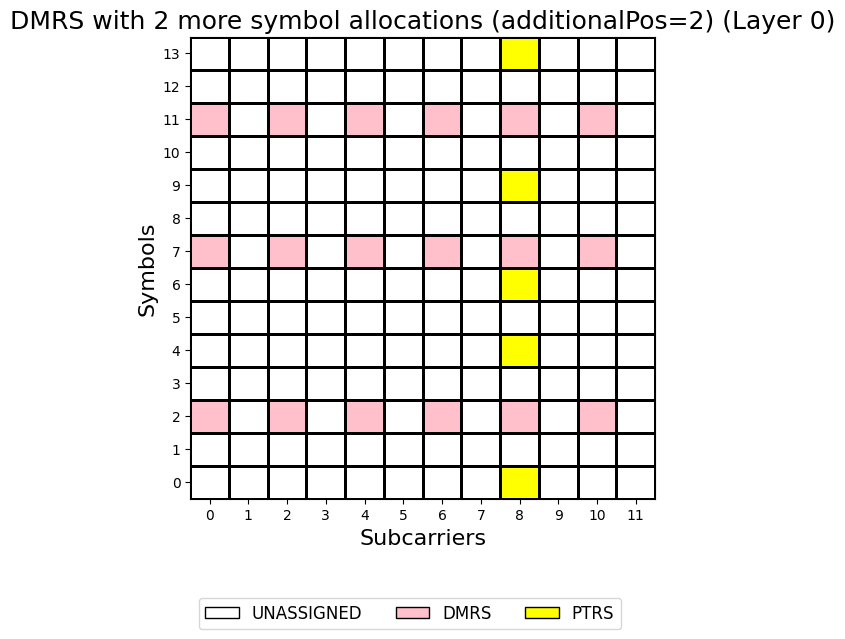 DMRS with 2 more symbol allocations (additionalPos=2) (Layer 0)
13
12
11
10
9
8
7
6
5
4
3
2
1
0
Symbols
0 1 2 3 4 5 6 7 8 9 10 11
Subcarriers
UNASSIGNED DMRS PTRS